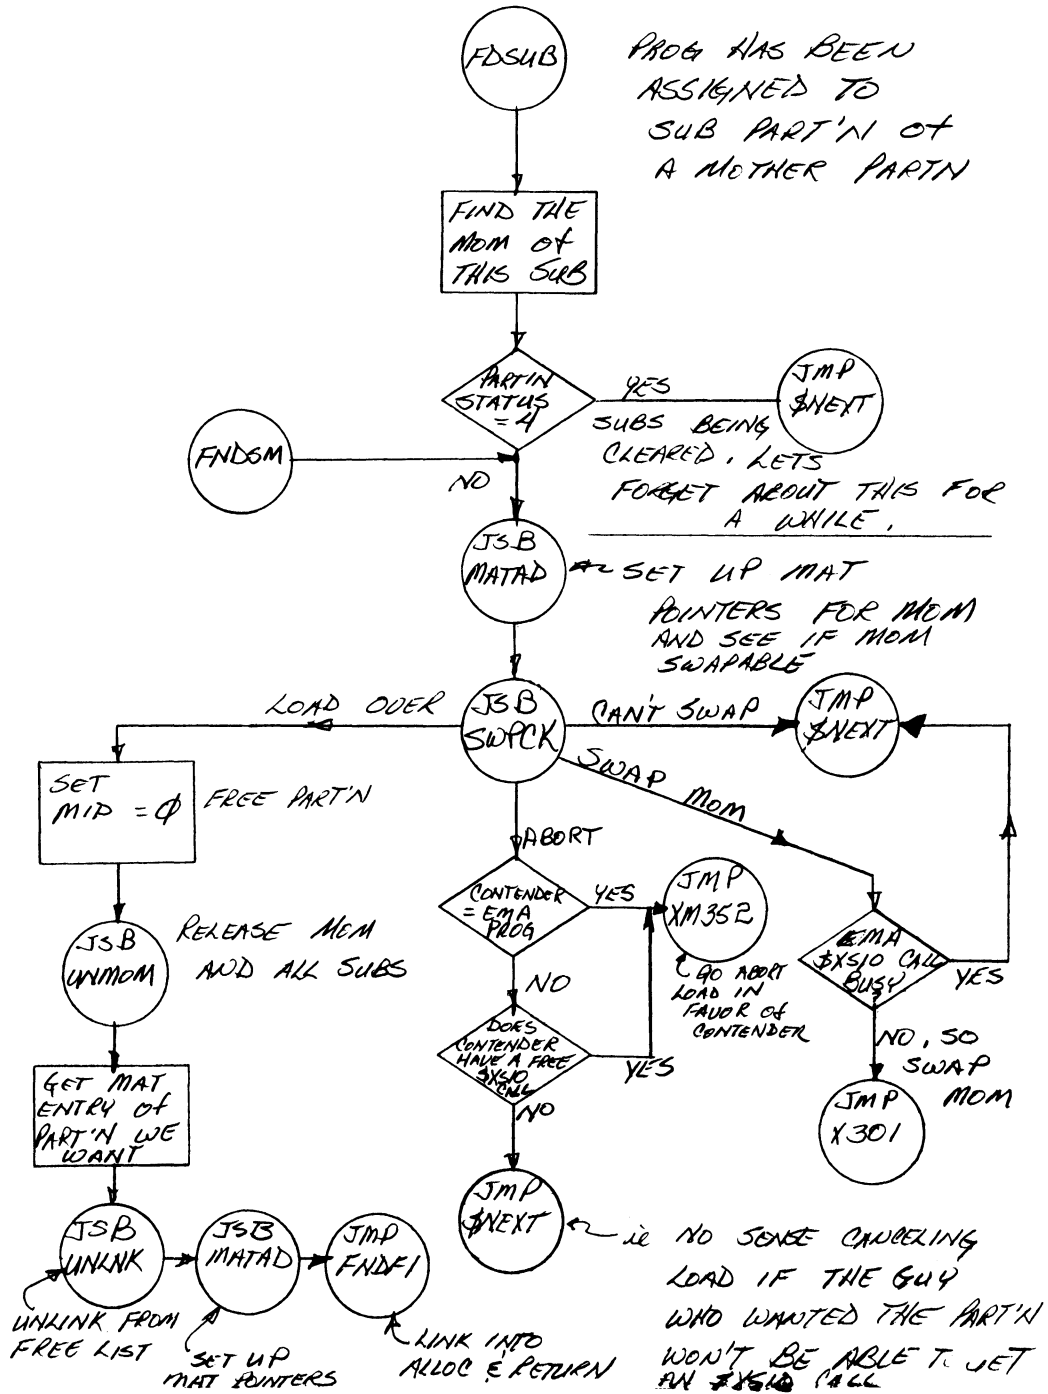 FDSUB
PROG HAS BEEN
ASSIGNED TO
SUB PART'N of
A MOTHER PARTN
FIND THE
MOM of
THIS SUB
PART'N
STATUS
= 4
YES
JMP
$NEXT
SUBS BEING
CLEARED. LETS
FORGET ABOUT THIS FOR
A WHILE.
FNDSM
NO
JSB
MATAD
SET UP MAT
POINTERS FOR MOM
AND SEE IF MOM
SWAPABLE
LOAD OVER
JSB
SWPCK
CAN'T SWAP
JMP
$NEXT
SWAP MOM
SET
MID = Ø
FREE PART'N
ABORT
CONTENDER
= EMA
PROG
YES
JMP
XM352
GO ABORT
LOAD IN
FAVOR of
CONTENDER
EMA
$XSIO CALL
BUSY
YES
JSB
UNMOM
RELEASE MOM
AND ALL SUBS
NO
DOES
CONTENDER
HAVE A FREE
$XSIO
CALL
YES
NO, SO
SWAP
MOM
JMP
X301
GET MAT
ENTRY of
PART'N WE
WANT
NO
JMP
$NEXT
ie NO SENSE CANCELING
LOAD IF THE GUY
WHO WANTED THE PART'N
WON'T BE ABLE TO GET
AN $XSIO CALL
JSB
UNLNK
JSB
MATAD
JMP
FNDF1
UNLINK FROM
FREE LIST
SET UP
MAT POINTERS
LINK INTO
ALLOC & RETURN